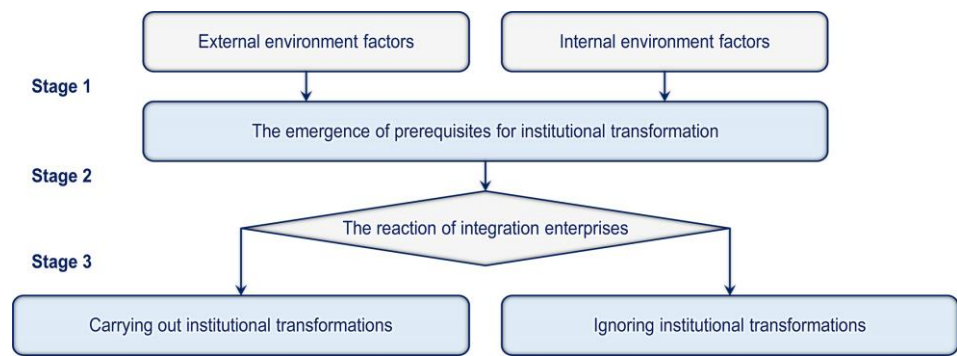 External environment factors
Internal environment factors
Stage 1
The emergence of prerequisites for institutional transformation
Stage 2
The reaction of integration enterprises
Stage 3
Carrying out institutional transformations
Ignoring institutional transformations